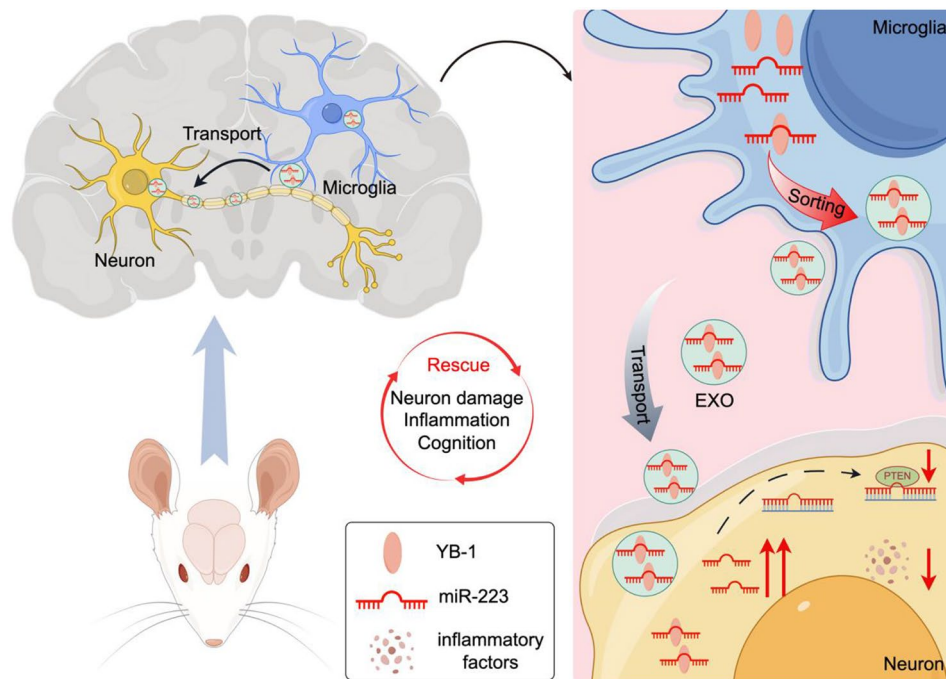 Transport
Microglia
Neuron
Rescue
Neuron damage
Inflammation
Cognition
YB-1
miR-223
inflammatory
factors
Microglia
Sorting
Transport
EXO
PTEN
Neuron